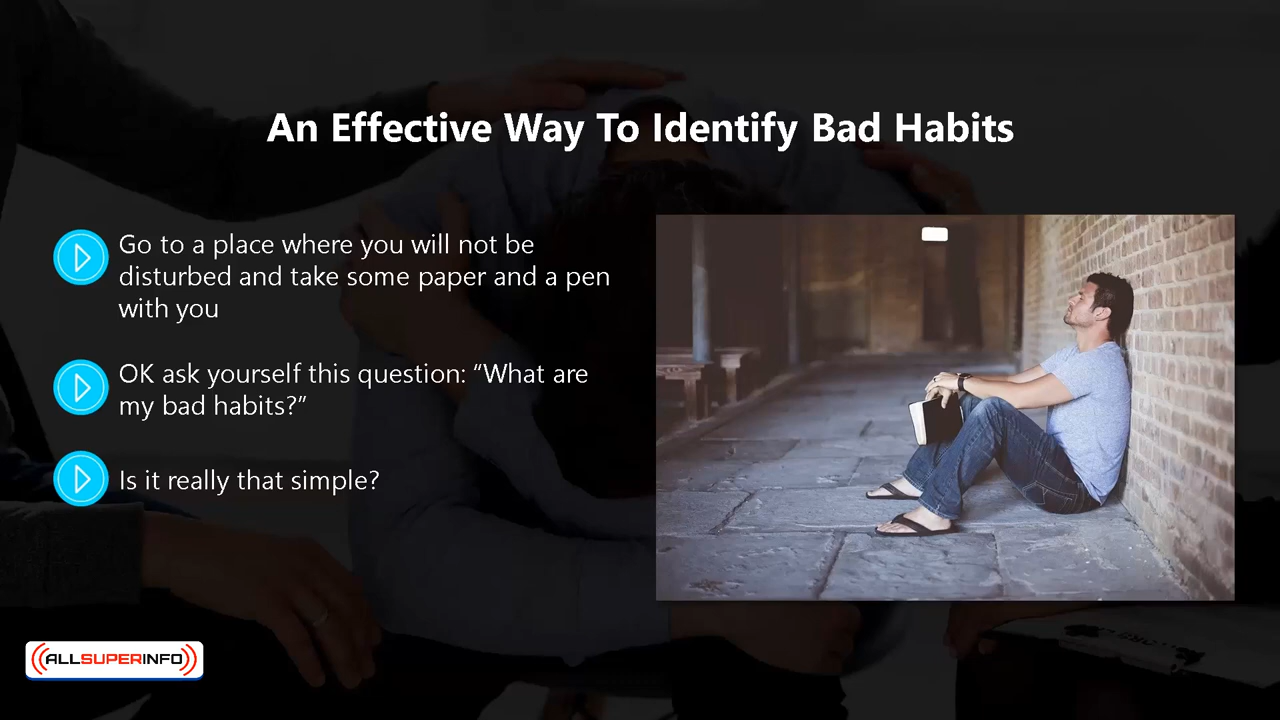 An Effective Way To Identify Bad Habits
Go to a place where you will not be
disturbed and take some paper and a pen
with you
OK ask yourself this question: “What are
my bad habits?”
Is it really that simple?
ALLSUPERINFO